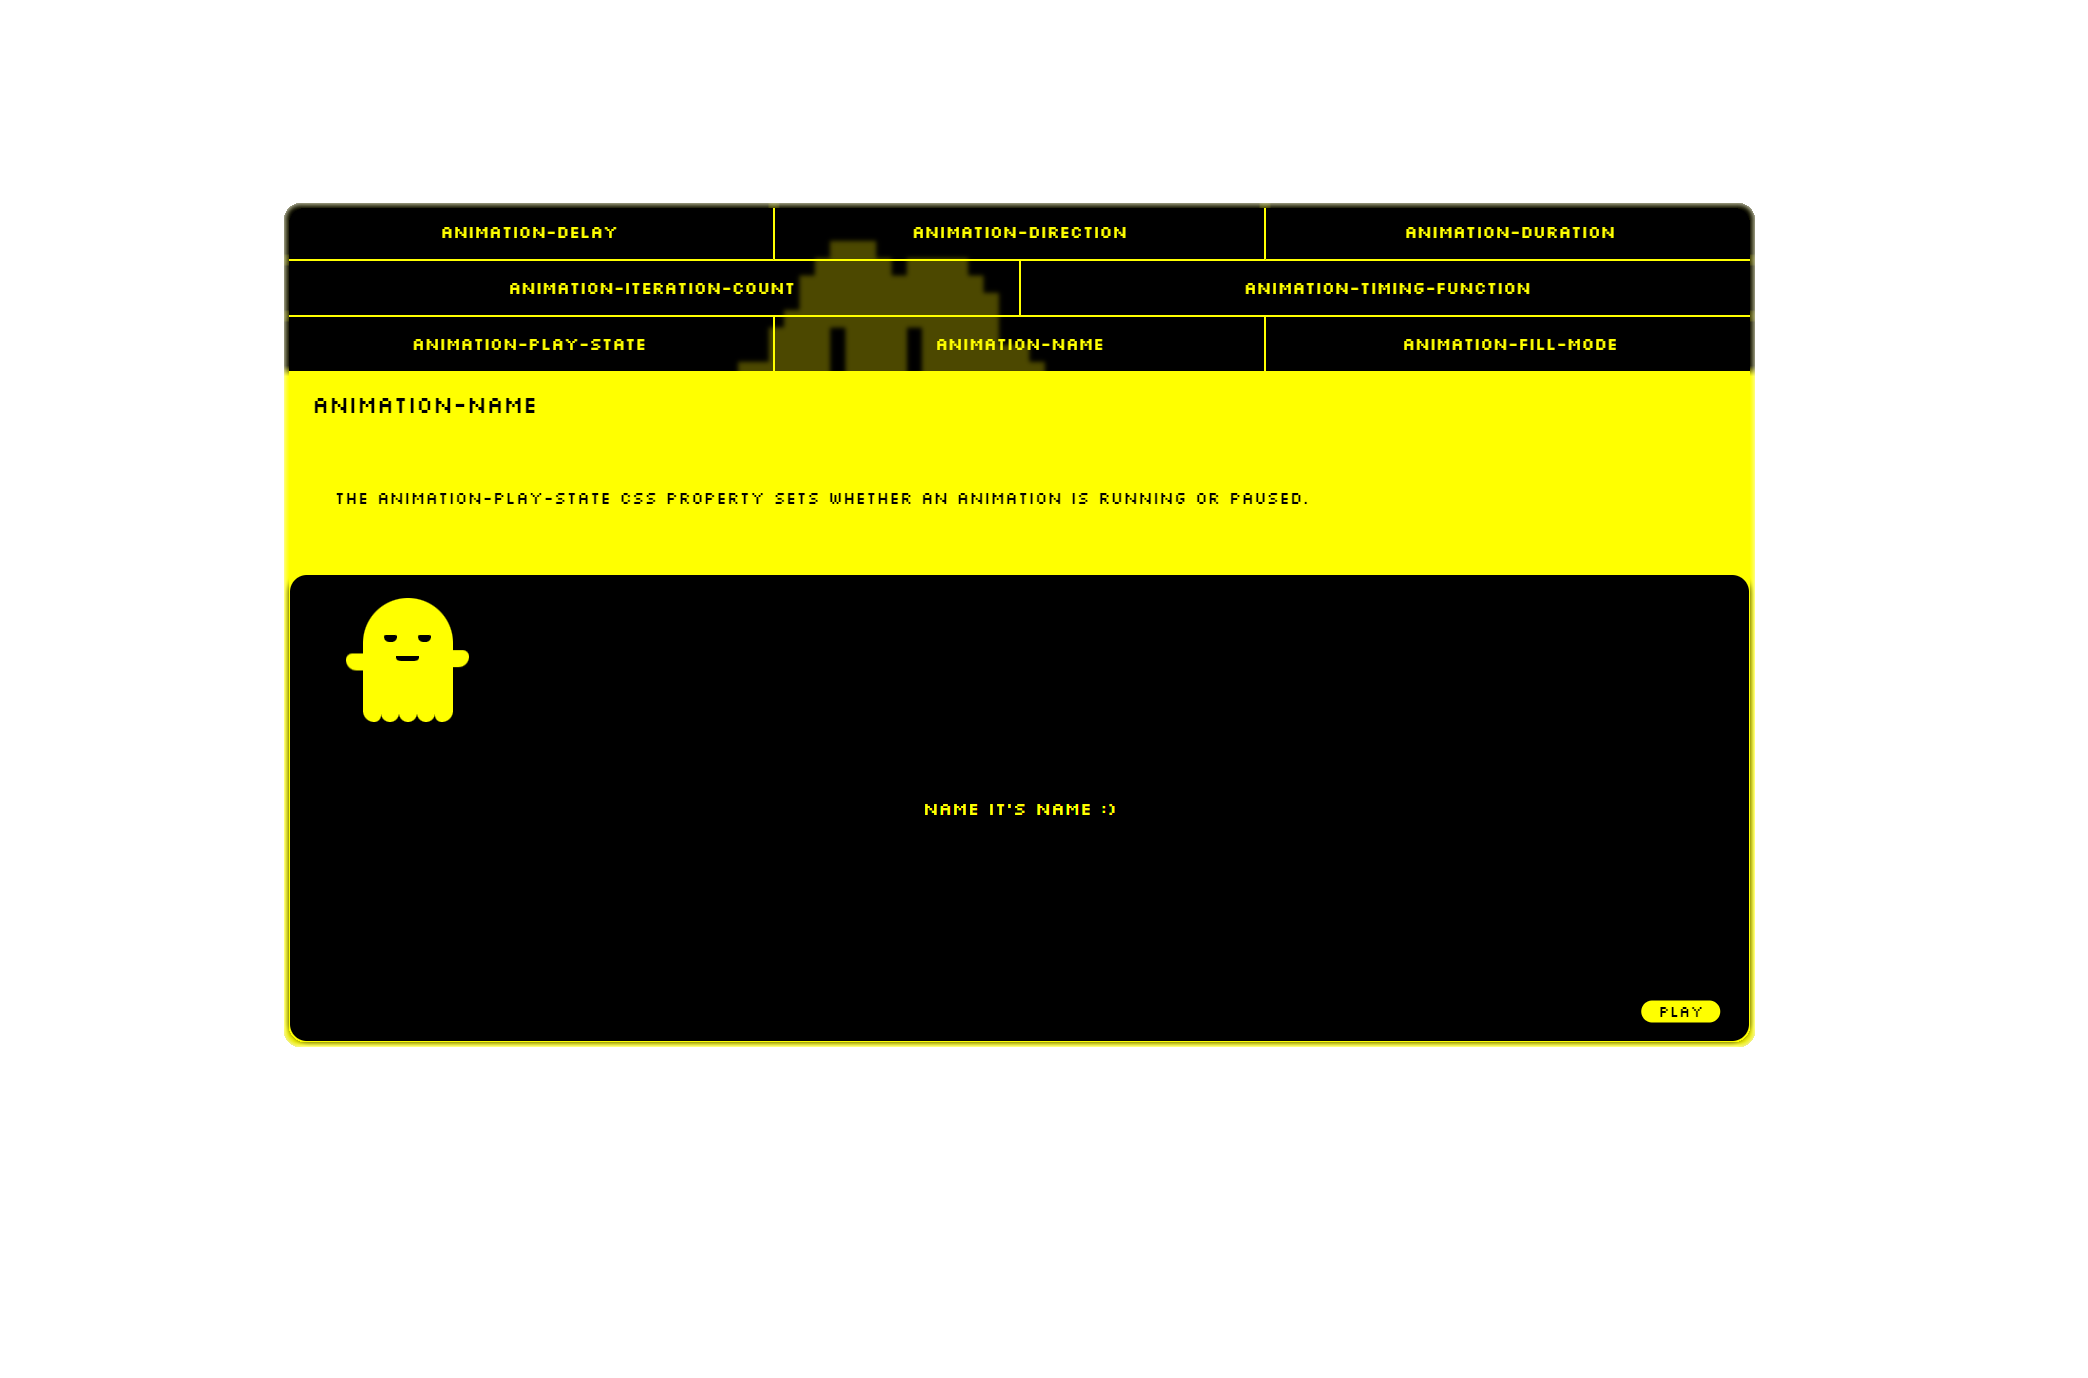 ANIMATION-DELAY
ANIMATION-DIRECTION
ANIMATION-DURATION
ANIMATION-ITERATION-COUNT
ANIMATION-TIMING-FUNCTION
ANIMATION-PLAY-STATE
ANIMATION-NAME
ANIMATION-FILL-MODE
ANIMATION-NAME
THE ANIMATION-PLAY-STATE CSS PROPERTY SETS WHETHER AN ANIMATION IS RUNNING OR PAUSED.
NAME IT'S NAME :)
PLAY